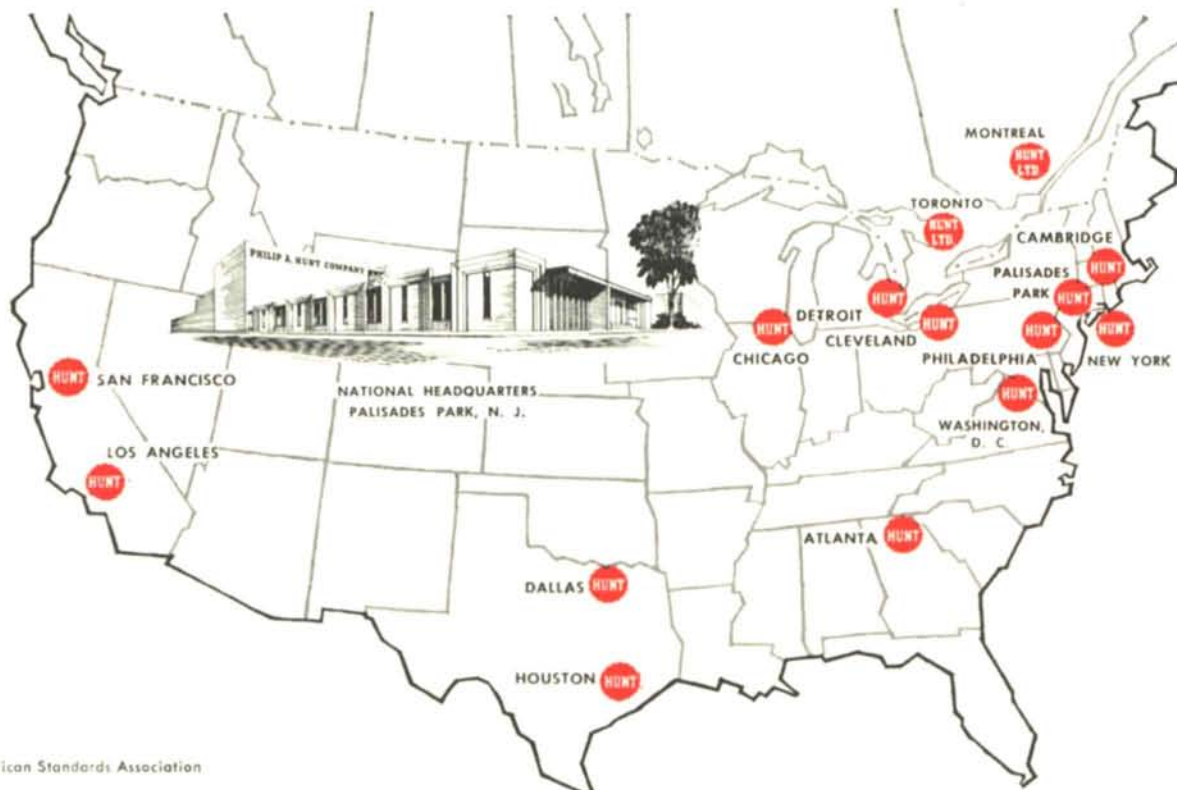 MONTREAL
HUNT
LTD
TORONTO
HUNT
LTD.
CAMBRIDGE
HUNT
PALISADES
PARK
HUNT
PHILIP A. HUNT COMPANY
DETROIT
HUNT
CLEVELAND
HUNT
HUNT
CHICAGO
PHILADELPHIA
HUNT
NEW YORK
HUNT
HUNT
SAN FRANCISCO
NATIONAL HEADQUARTERS
PALISADES PARK, N. J.
HUNT
WASHINGTON,
D. C.
LOS ANGELES
HUNT
ATLANTA
HUNT
DALLAS
HUNT
HOUSTON
HUNT
ican Standards Association